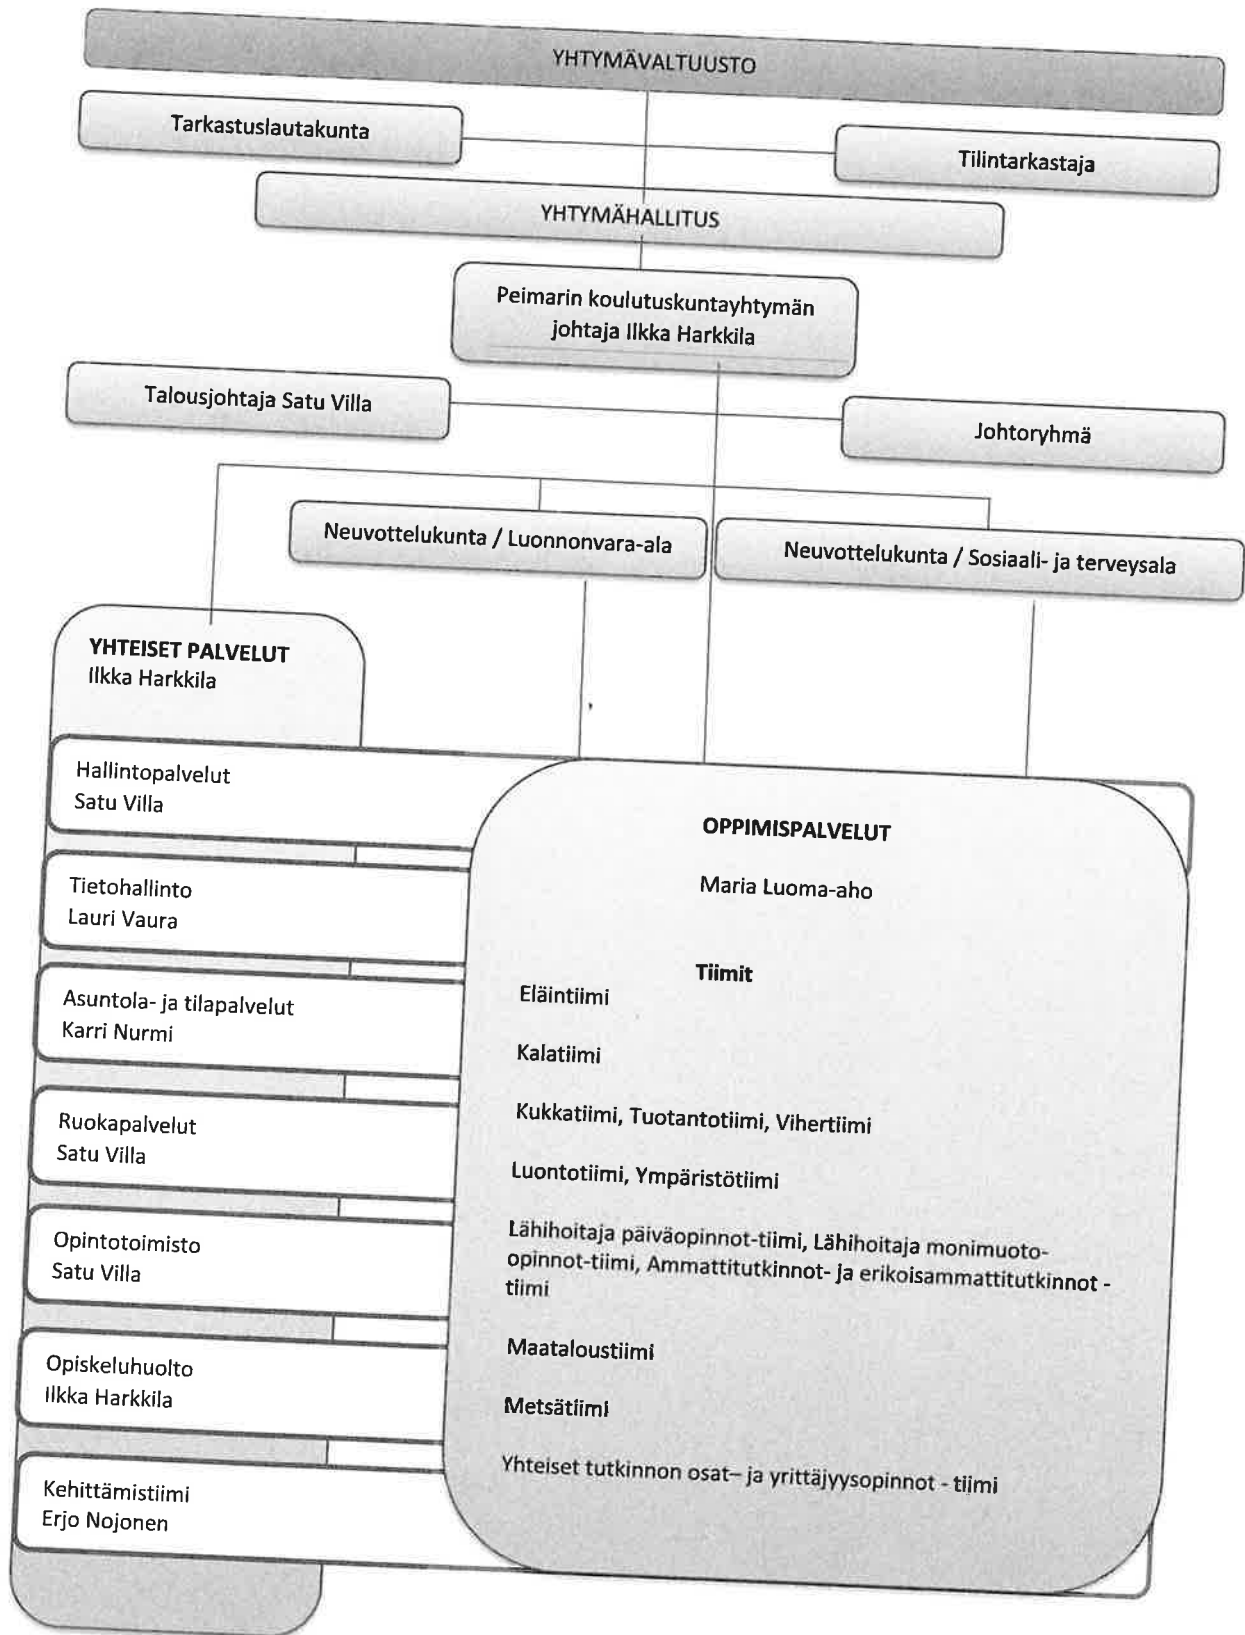 YHTYMÄVALTUUSTO
Tarkastuslautakunta
Tilintarkastaja
YHTYMÄHALLITUS
Peimarin koulutuskuntayhtymän
johtaja Ilkka Harkkila
Talousjohtaja Satu Villa
Johtoryhmä
Neuvottelukunta / Luonnonvara-ala
Neuvottelukunta / Sosiaali- ja terveysala
YHTEISET PALVELUT
Ilkka Harkkila
Hallintopalvelut
Satu Villa
Tietohallinto
Lauri Vaura
Asuntola- ja tilapalvelut
Karri Nurmi
Ruokapalvelut
Satu Villa
Opintotoimisto
Satu Villa
Opiskeluhuolto
Ilkka Harkkila
Kehittämistiimi
Erjo Nojonen
OPPIMISPALVELUT
Maria Luoma-aho
Tiimit
Eläintiimi
Kalatiimi
Kukkatiimi, Tuotantotiimi, Vihertiimi
Luontotiimi, Ympäristötiimi
Lähihoitaja päiväopinnot-tiimi, Lähihoitaja monimuoto-
opinnot-tiimi, Ammattitutkinnot- ja erikoisammattitutkinnot -
tiimi
Maataloustiimi
Metsätiimi
Yhteiset tutkinnon osat– ja yrittäjyysopinnot - tiimi